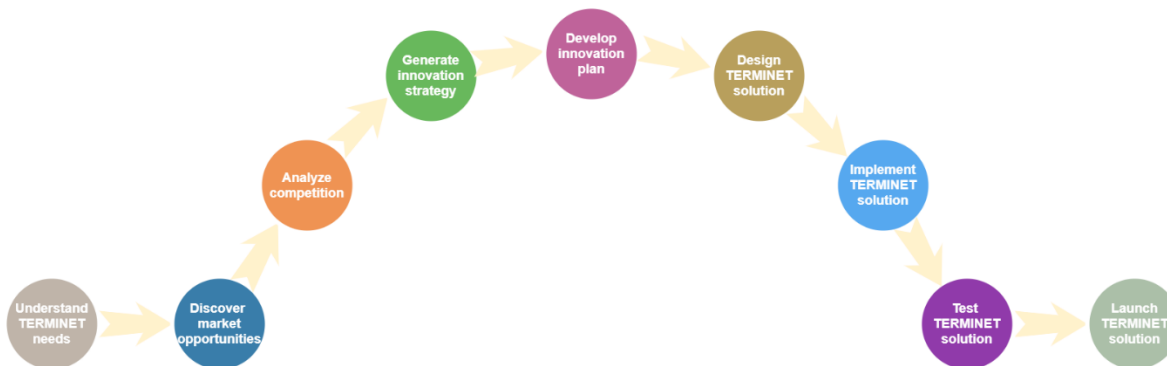 Understand
TERMINET
needs
Discover
market
opportunities
Analyze
competition
Generate
innovation
strategy
Develop
innovation
plan
Design
TERMINET
solution
Implement
TERMINET
solution
Test
TERMINET
solution
Launch
TERMINET
solution